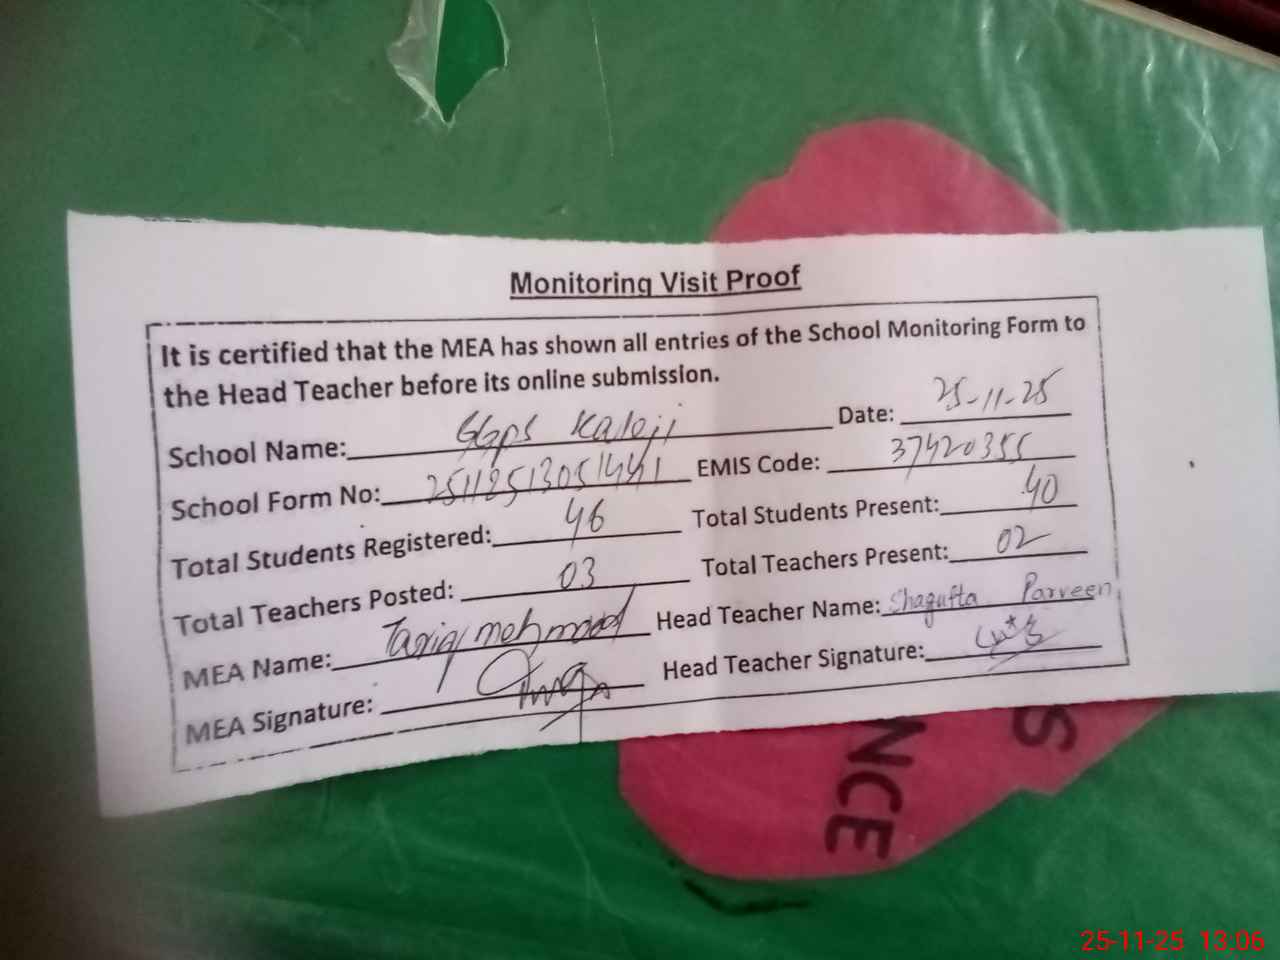 Monitoring Visit Proof
It is certified that the MEA has shown all entries of the School Monitoring Form to
the Head Teacher before its online submission.
School Name: GGPS Kaleji Date: 25-11-25
School Form No: 25112513051441 EMIS Code: 37420355
Total Students Registered: 46 Total Students Present: 40
Total Teachers Posted: 03 Total Teachers Present: 02
MEA Name: Tariq mehmood Head Teacher Name: Shagufta Parveen
MEA Signature: Head Teacher Signature:
NCE
S
25-11-25 13.06